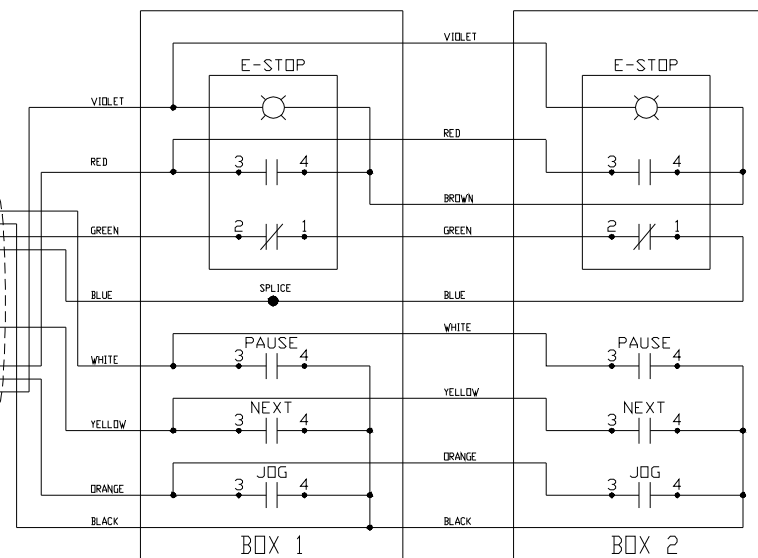 VIOLET
E-STOP E-STOP
VIOLET
RED
RED 3 4 3 4
BROWN
GREEN 2 1 GREEN 2 1
SPLICE
BLUE BLUE
WHITE
PAUSE PAUSE
WHITE 3 4 3 4
YELLOW
NEXT NEXT
YELLOW 3 4 3 4
ORANGE
JOG JOG
ORANGE 3 4 3 4
BLACK BLACK
BOX 1 BOX 2